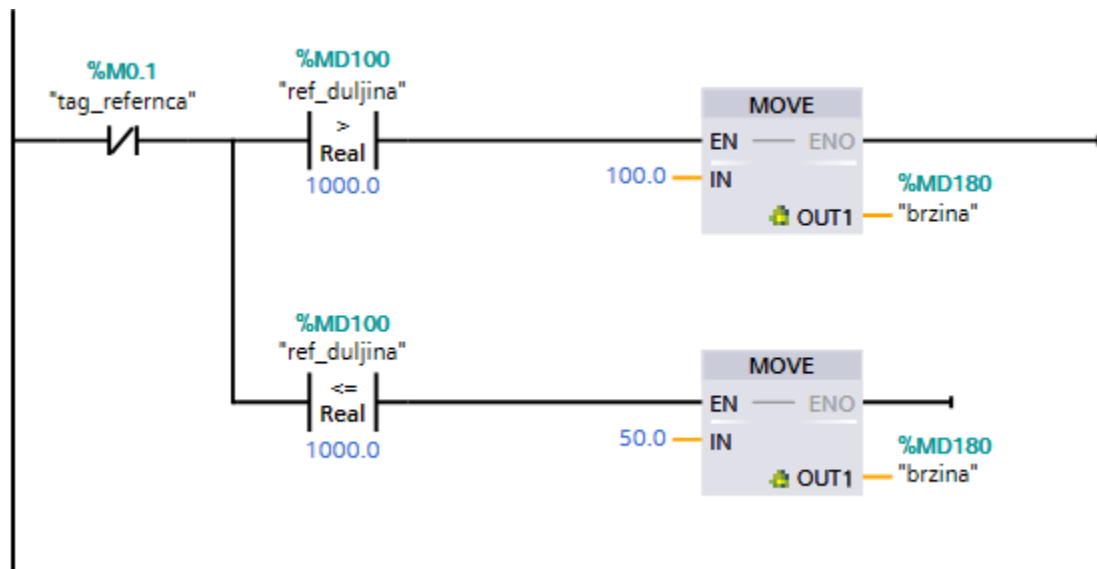 %M0.1
"tag_refernca"
%MD100
"ref_duljina"
>
Real
1000.0
MOVE
EN ENO
100.0 IN
OUT1
%MD180
"brzina"
%MD100
"ref_duljina"
<=
Real
1000.0
MOVE
EN ENO
50.0 IN
OUT1
%MD180
"brzina"